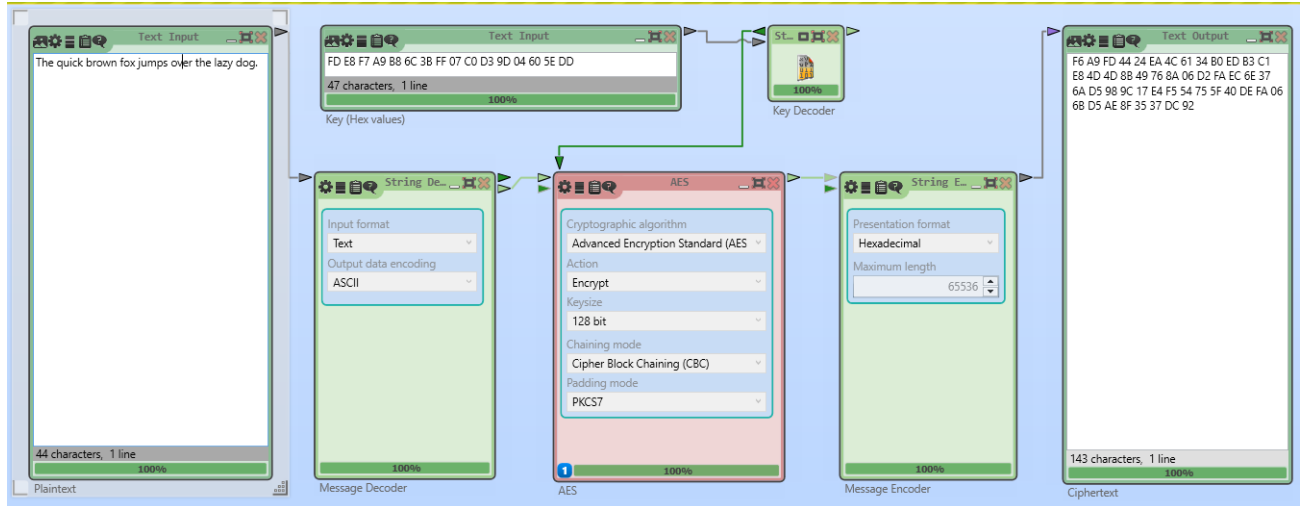 Text Input
The quick brown fox jumps over the lazy dog.
44 characters, 1 line
100%
Plaintext
Text Input
FD E8 F7 A9 B8 6C 3B FF 07 C0 D3 9D 04 60 5E DD
47 characters, 1 line
100%
Key (Hex values)
St...
100%
Key Decoder
String De...
Input format
Text
Output data encoding
ASCII
100%
Message Decoder
AES
Cryptographic algorithm
Advanced Encryption Standard (AES
Action
Encrypt
Keysize
128 bit
Chaining mode
Cipher Block Chaining (CBC)
Padding mode
PKCS7
1
100%
AES
String E...
Presentation format
Hexadecimal
Maximum length
65536
100%
Message Encoder
Text Output
F6 A9 FD 44 24 EA 4C 61 34 B0 ED B3 C1
E8 4D 4D 8B 49 76 8A 06 D2 FA EC 6E 37
6A D5 98 9C 17 E4 F5 54 75 5F 40 DE FA 06
6B D5 AE 8F 35 37 DC 92
143 characters, 1 line
100%
Ciphertext